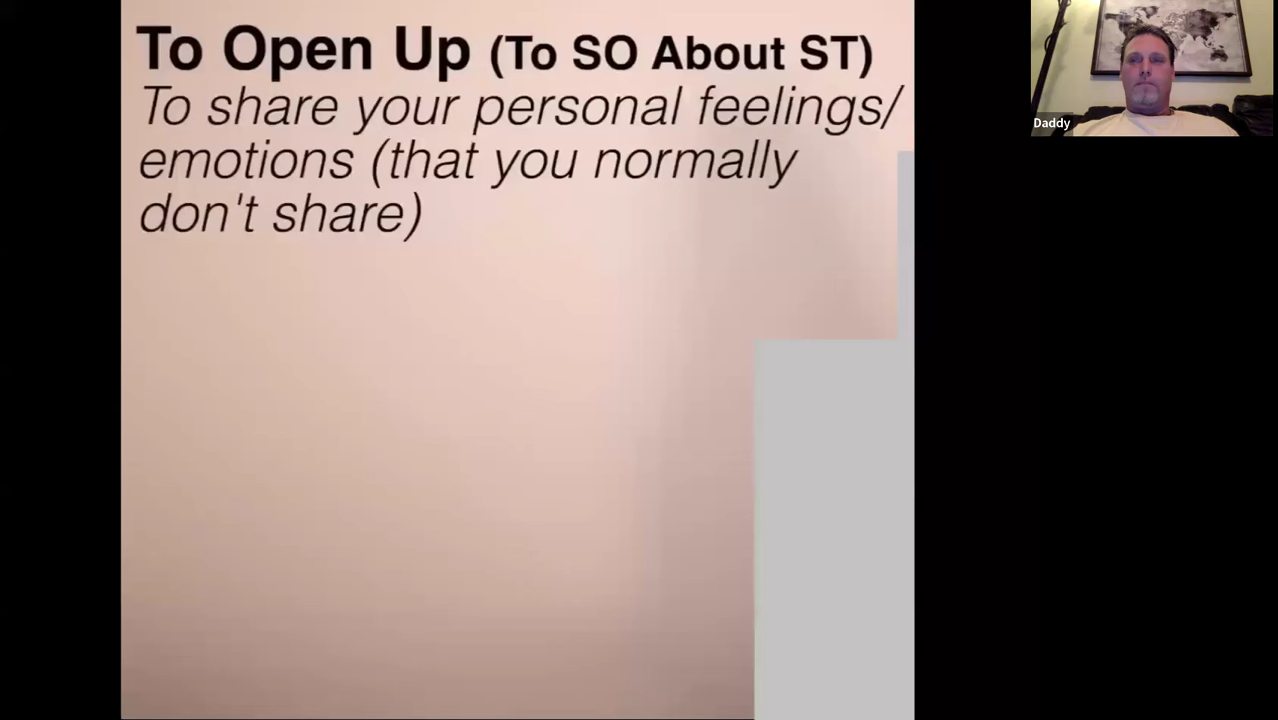 To Open Up (To SO About ST)
To share your personal feelings/
emotions (that you normally
don't share)
Daddy